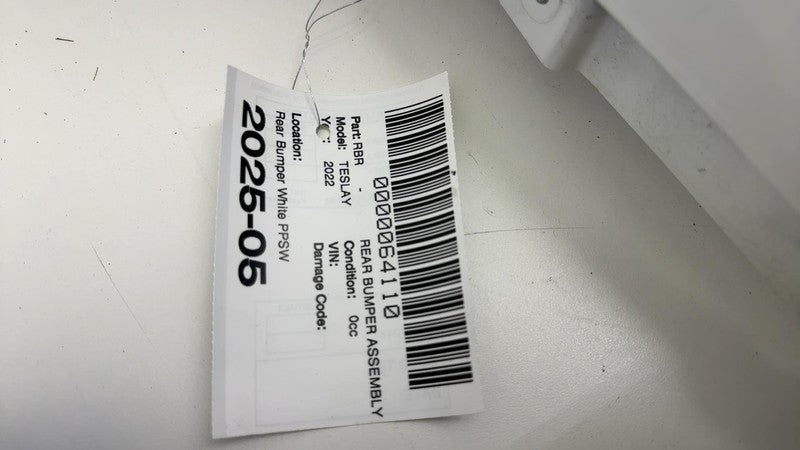 0000064110
Part: RBR - REAR BUMPER ASSEMBLY
Model: TESLAY Condition: 0cc
2022 VIN:
Damage Code:
Location:
Rear Bumper White PPSW
2025-05